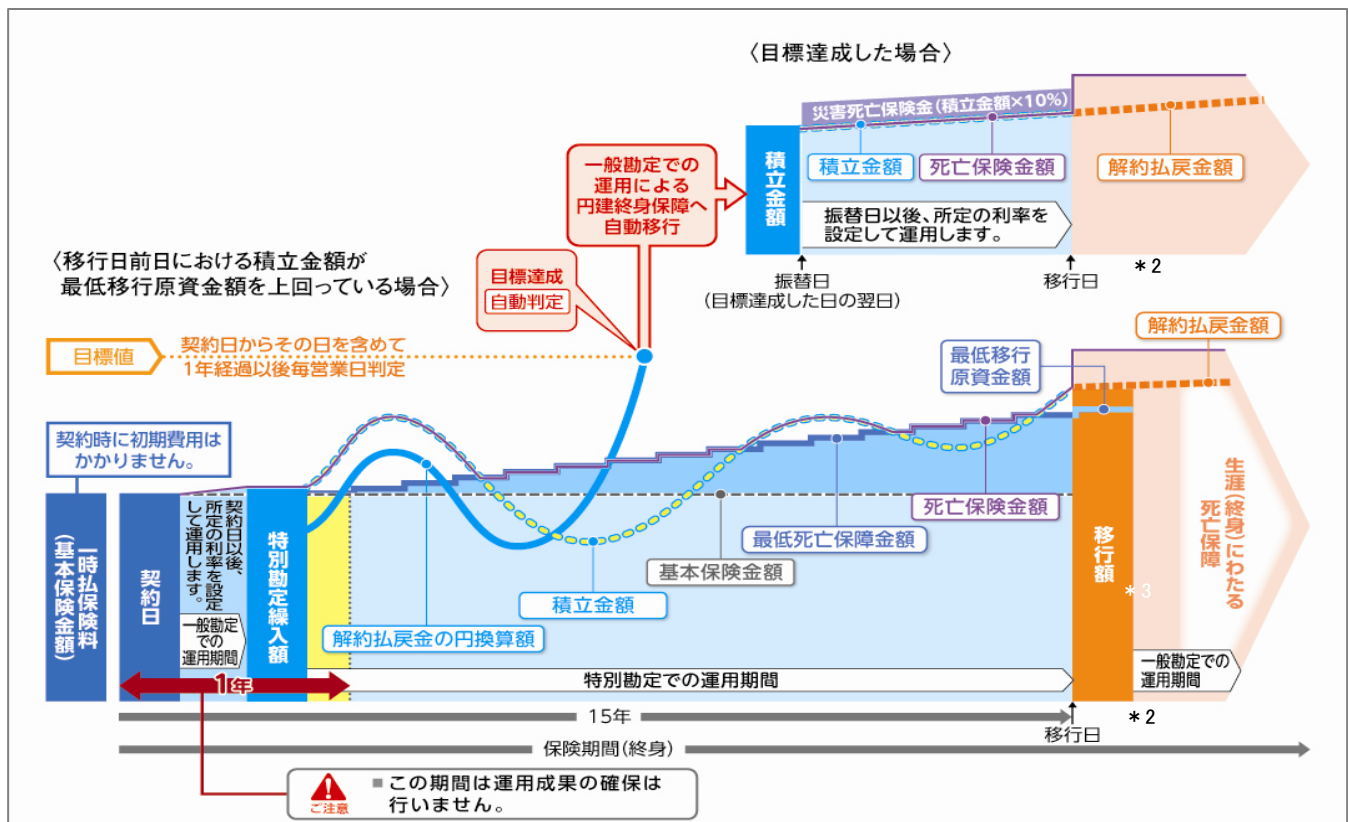 〈目標達成した場合〉
災害死亡保険金(積立金額×10%)
積立金額
積立金額
死亡保険金額
解約払戻金額
振替日以後、所定の利率を
設定して運用します。
振替日
(目標達成した日の翌日)
移行日
*2
一般勘定での
運用による
円建終身保障へ
自動移行
〈移行日前日における積立金額が
最低移行原資金額を上回っている場合〉
目標達成
自動判定
目標値
契約日からその日を含めて
1年経過以後毎営業日判定
解約払戻金額
最低移行
原資金額
契約時に初期費用は
かかりません。
一時払保険料
(基本保険金額)
契約日
契約日以後、
所定の利率を設定
して運用します。
一般勘定
での
運用期間
特別勘定繰入額
解約払戻金の円換算額
積立金額
基本保険金額
最低死亡保障金額
死亡保険金額
移行額
*3
生涯(終身)にわたる
死亡保障
一般勘定での
運用期間
1年
特別勘定での運用期間
15年
移行日
*2
保険期間(終身)
ご注意
■この期間は運用成果の確保は
行いません。